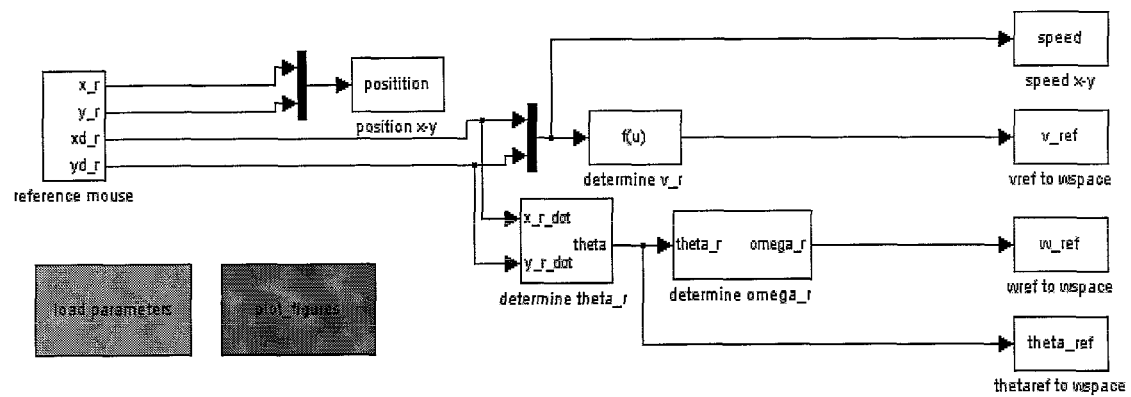 speed
speed x-y
x_r
y_r
xd_r
yd_r
reference mouse
positition
position x-y
f(u)
determine v_r
v_ref
vref to wspace
x_r_dot
y_r_dot
theta
determine theta_r
theta_r
omega_r
determine omega_r
w_ref
wref to wspace
load parameters
plot_figures
theta_ref
thetaref to wspace